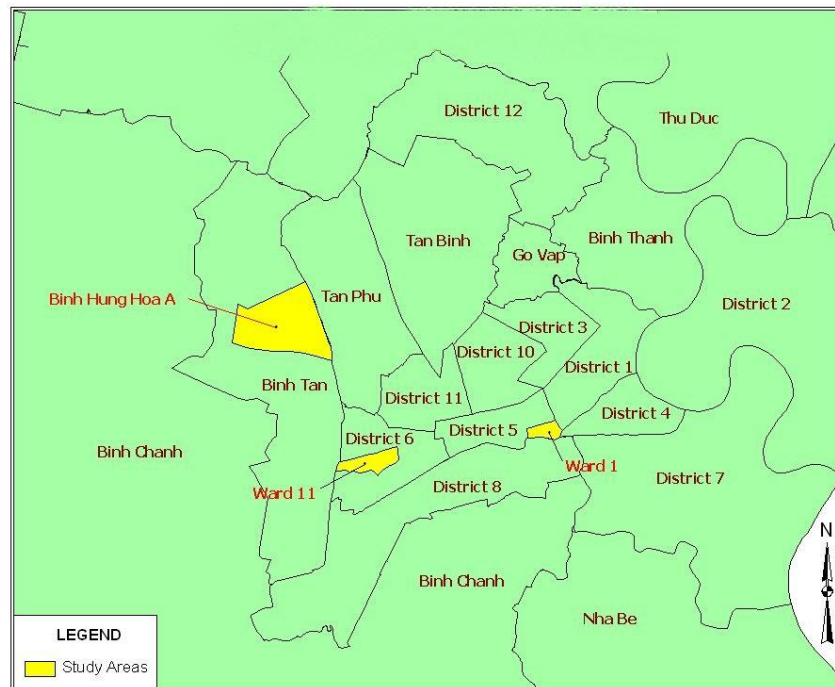 District 12
Thu Duc
Tan Binh
Binh Thanh
Go Vap
Binh Hung Hoa A
Tan Phu
District 2
District 3
District 10
District 1
Binh Tan
District 11
District 4
District 6
District 5
Binh Chanh
Ward 1
District 7
District 8
Ward 11
N
Binh Chanh
Nha Be
LEGEND
Study Areas